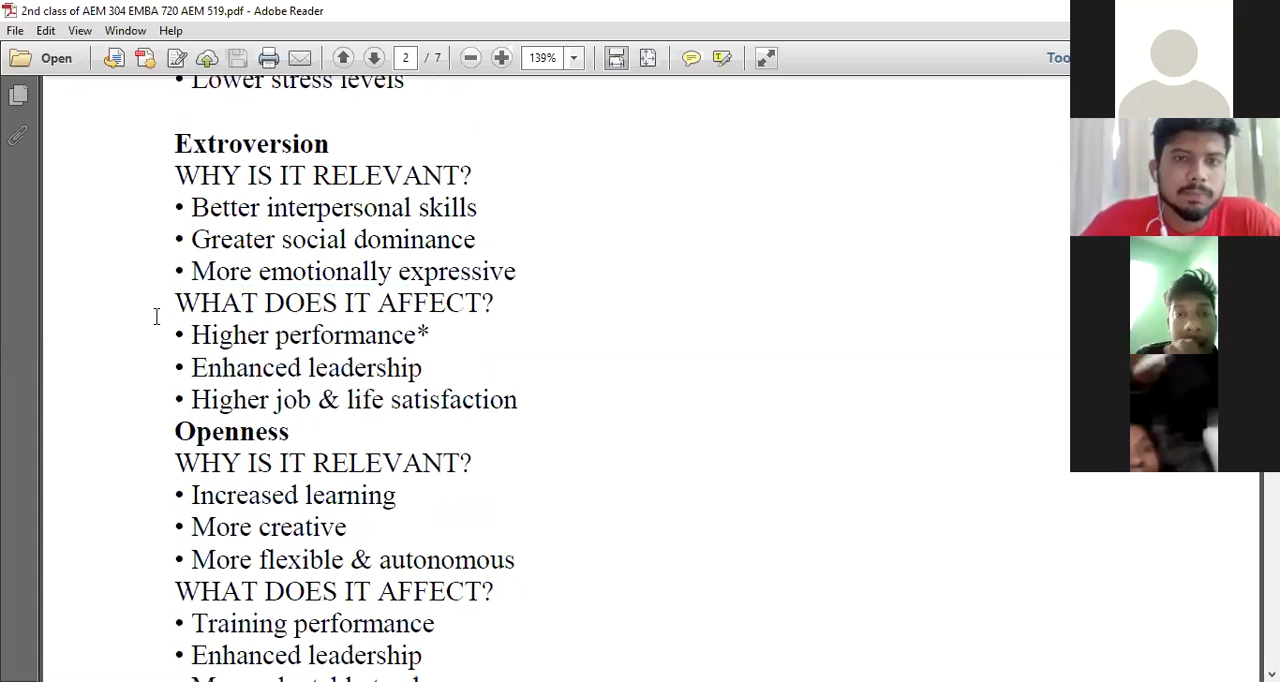 2nd class of AEM 304 EMBA 720 AEM 519.pdf - Adobe Reader
File Edit View Window Help
Open 2 / 7 139% Too
• Lower stress levels
Extroversion
WHY IS IT RELEVANT?
• Better interpersonal skills
• Greater social dominance
• More emotionally expressive
WHAT DOES IT AFFECT?
• Higher performance*
• Enhanced leadership
• Higher job & life satisfaction
Openness
WHY IS IT RELEVANT?
• Increased learning
• More creative
• More flexible & autonomous
WHAT DOES IT AFFECT?
• Training performance
• Enhanced leadership